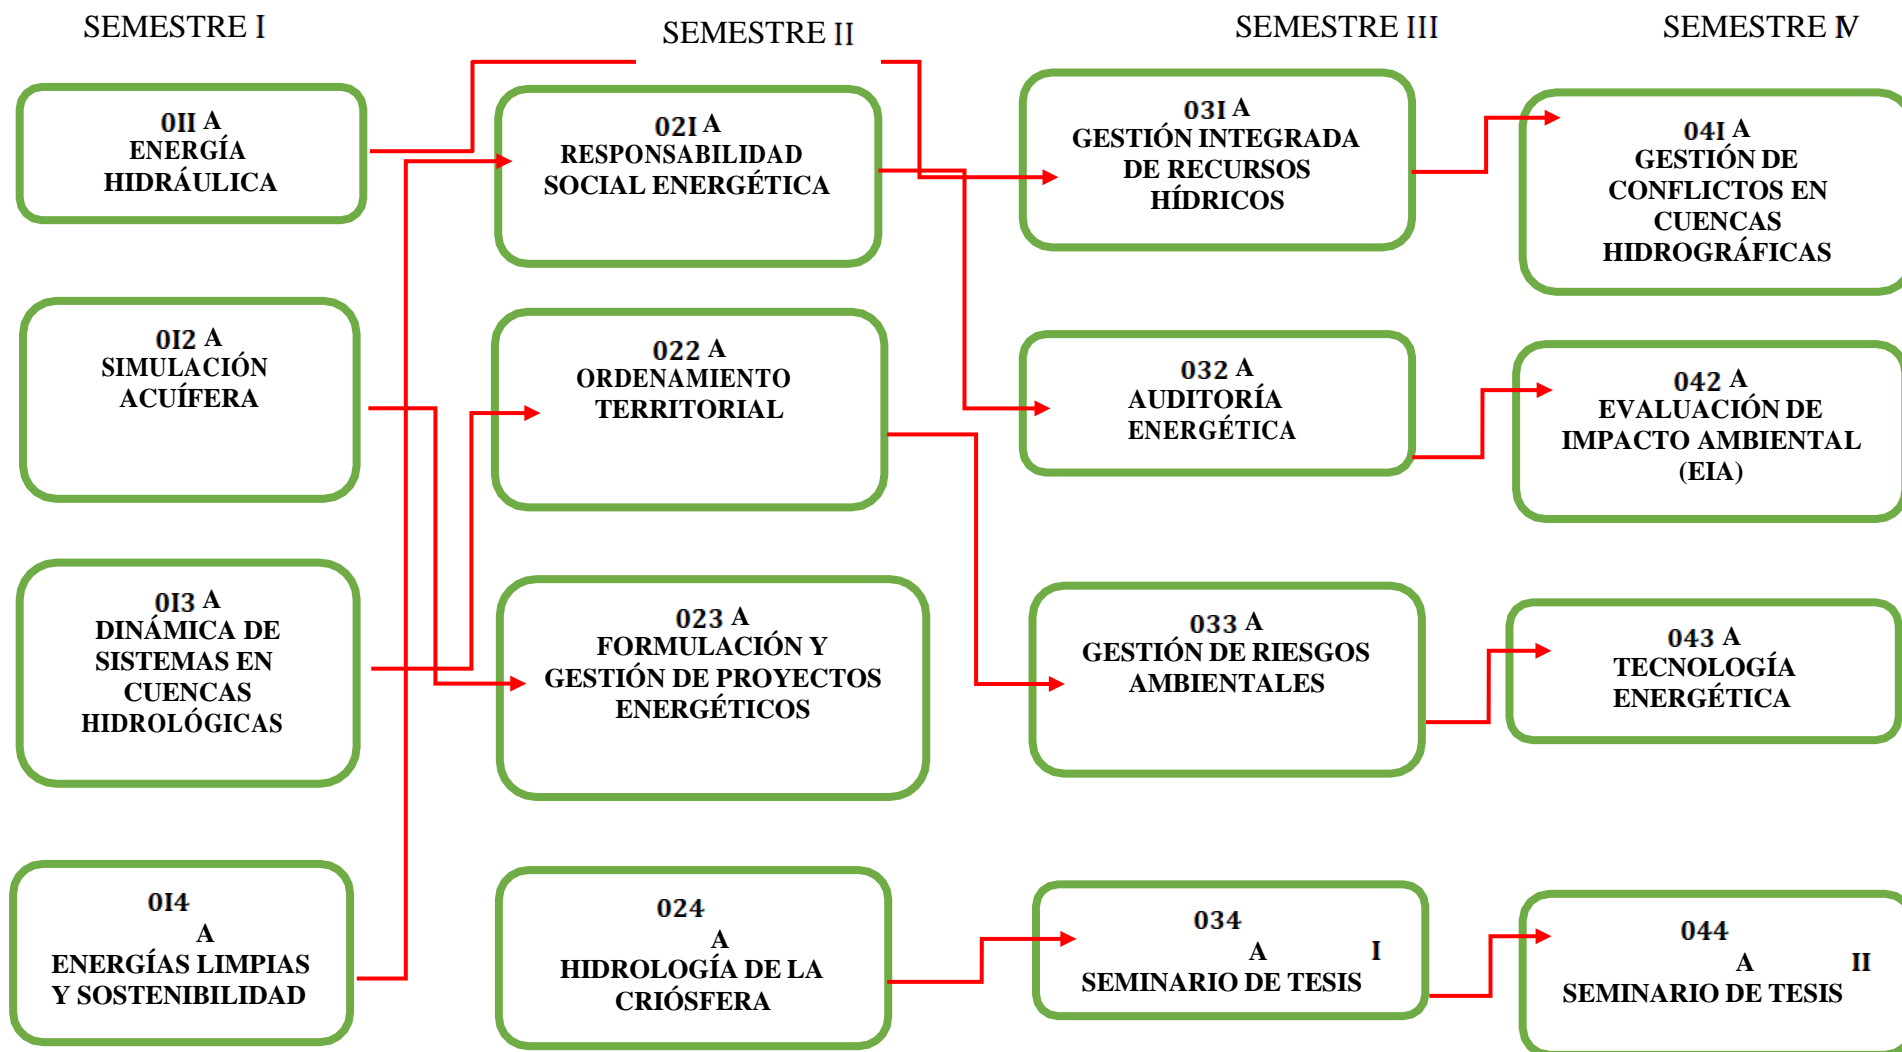 SEMESTRE I
0II A
ENERGÍA
HIDRÁULICA
0I2 A
SIMULACIÓN
ACUÍFERA
0I3 A
DINÁMICA DE
SISTEMAS EN
CUENCAS
HIDROLÓGICAS
0I4
A
ENERGÍAS LIMPIAS
Y SOSTENIBILIDAD
SEMESTRE II
02I A
RESPONSABILIDAD
SOCIAL ENERGÉTICA
022 A
ORDENAMIENTO
TERRITORIAL
023 A
FORMULACIÓN Y
GESTIÓN DE PROYECTOS
ENERGÉTICOS
024
A
HIDROLOGÍA DE LA
CRIÓSFERA
SEMESTRE III
03I A
GESTIÓN INTEGRADA
DE RECURSOS
HÍDRICOS
032 A
AUDITORÍA
ENERGÉTICA
033 A
GESTIÓN DE RIESGOS
AMBIENTALES
034
A I
SEMINARIO DE TESIS
SEMESTRE IV
04I A
GESTIÓN DE
CONFLICTOS EN
CUENCAS
HIDROGRÁFICAS
042 A
EVALUACIÓN DE
IMPACTO AMBIENTAL
(EIA)
043 A
TECNOLOGÍA
ENERGÉTICA
044
A II
SEMINARIO DE TESIS